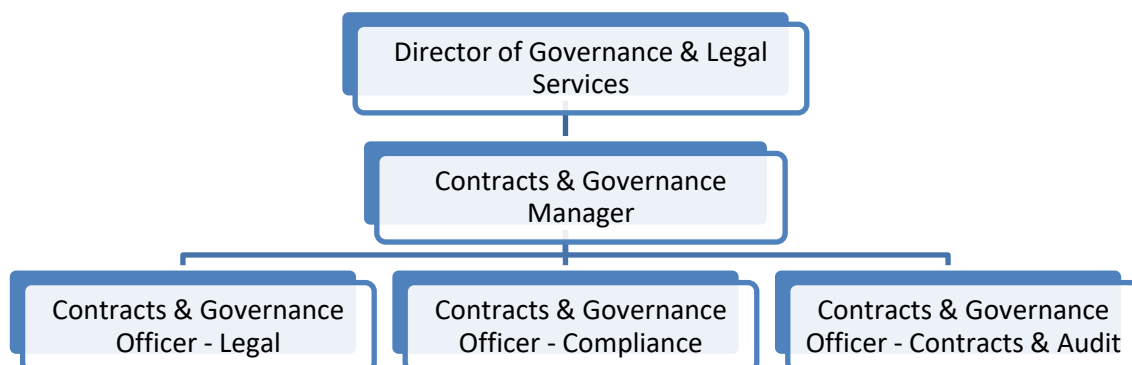 Director of Governance & Legal
Services
Contracts & Governance
Manager
Contracts & Governance
Officer - Legal
Contracts & Governance
Officer - Compliance
Contracts & Governance
Officer - Contracts & Audit